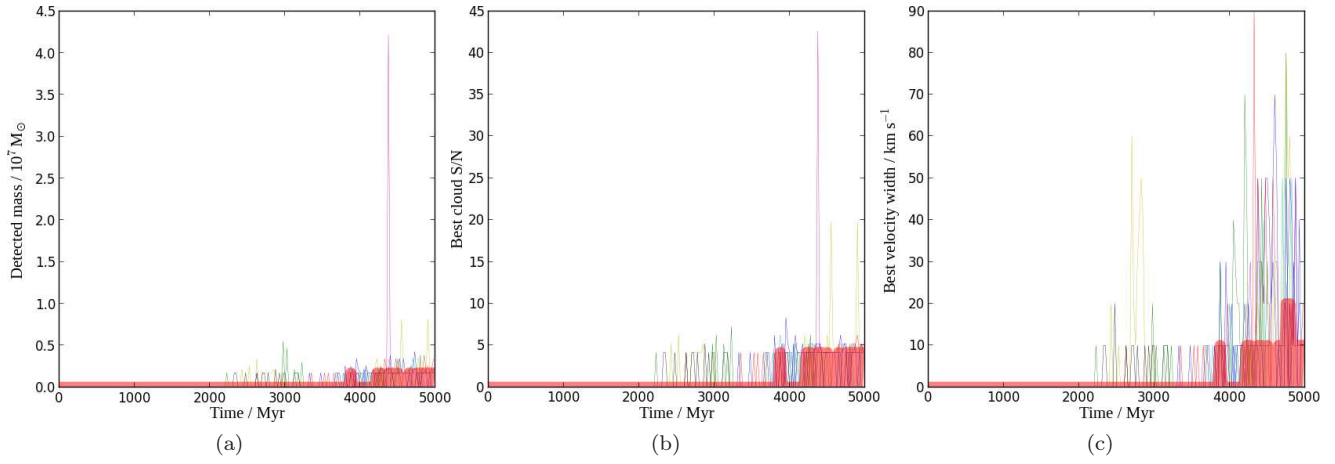 4.5
4.0
3.5
3.0
2.5
2.0
1.5
1.0
0.5
0.0
Detected mass / 10⁷ M⊙
0 1000 2000 3000 4000 5000
Time / Myr
(a)
45
40
35
30
25
20
15
10
5
0
Best cloud S/N
0 1000 2000 3000 4000 5000
Time / Myr
(b)
90
80
70
60
50
40
30
20
10
0
Best velocity width / km s⁻¹
0 1000 2000 3000 4000 5000
Time / Myr
(c)